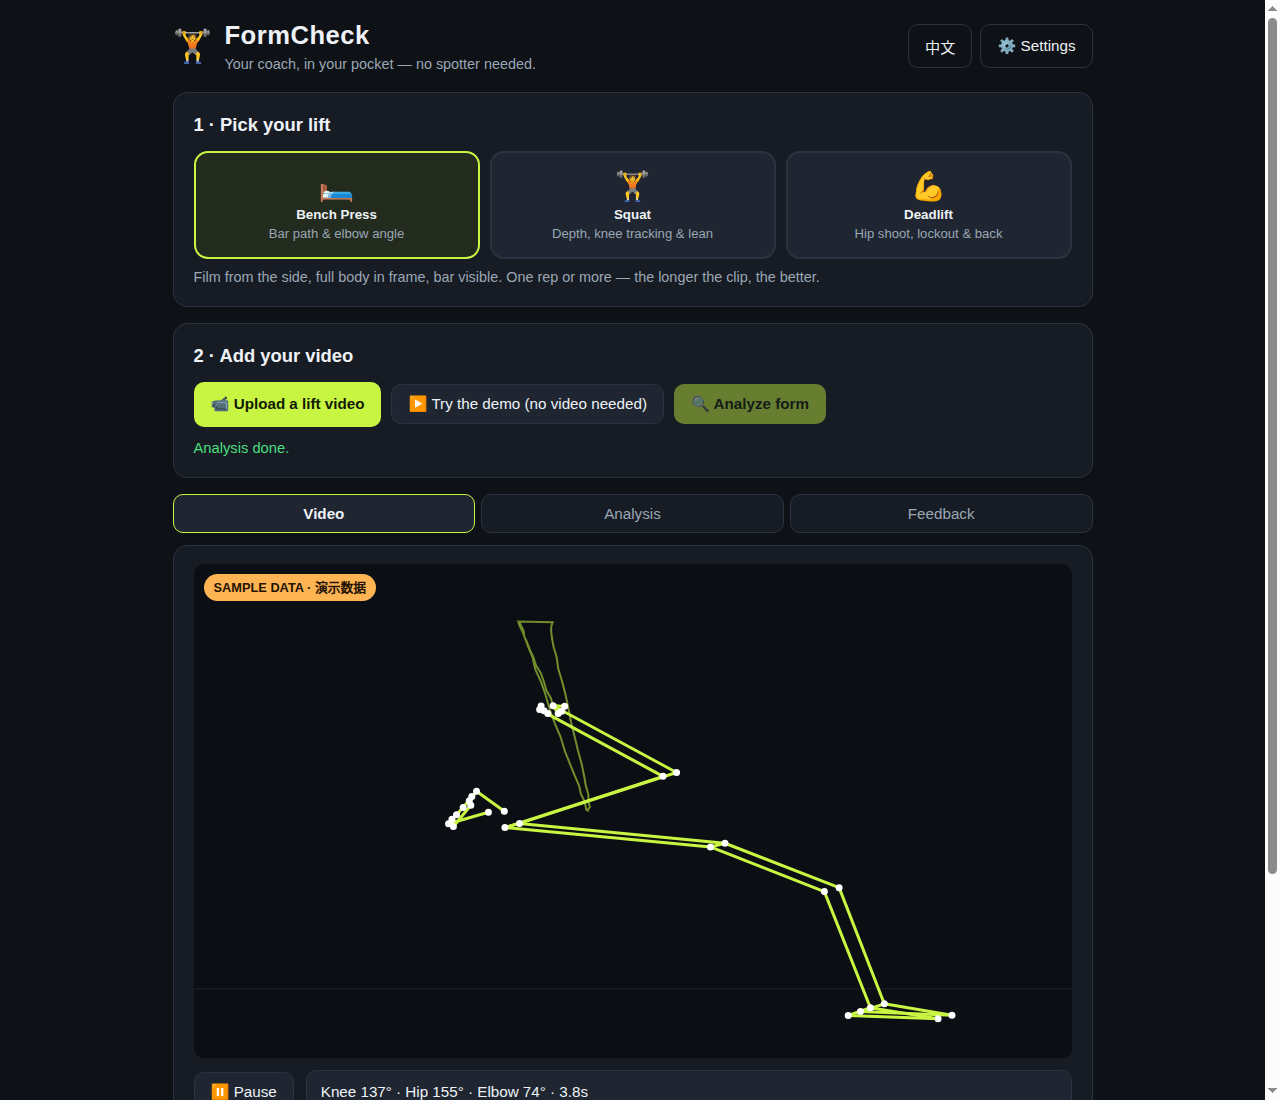 FormCheck
Your coach, in your pocket — no spotter needed.
中文
⚙️ Settings
1 · Pick your lift
Bench Press
Bar path & elbow angle
Squat
Depth, knee tracking & lean
Deadlift
Hip shoot, lockout & back
Film from the side, full body in frame, bar visible. One rep or more — the longer the clip, the better.
2 · Add your video
📹 Upload a lift video
▶️ Try the demo (no video needed)
🔍 Analyze form
Analysis done.
Video
Analysis
Feedback
SAMPLE DATA · 演示数据
⏸️ Pause
Knee 137° · Hip 155° · Elbow 74° · 3.8s